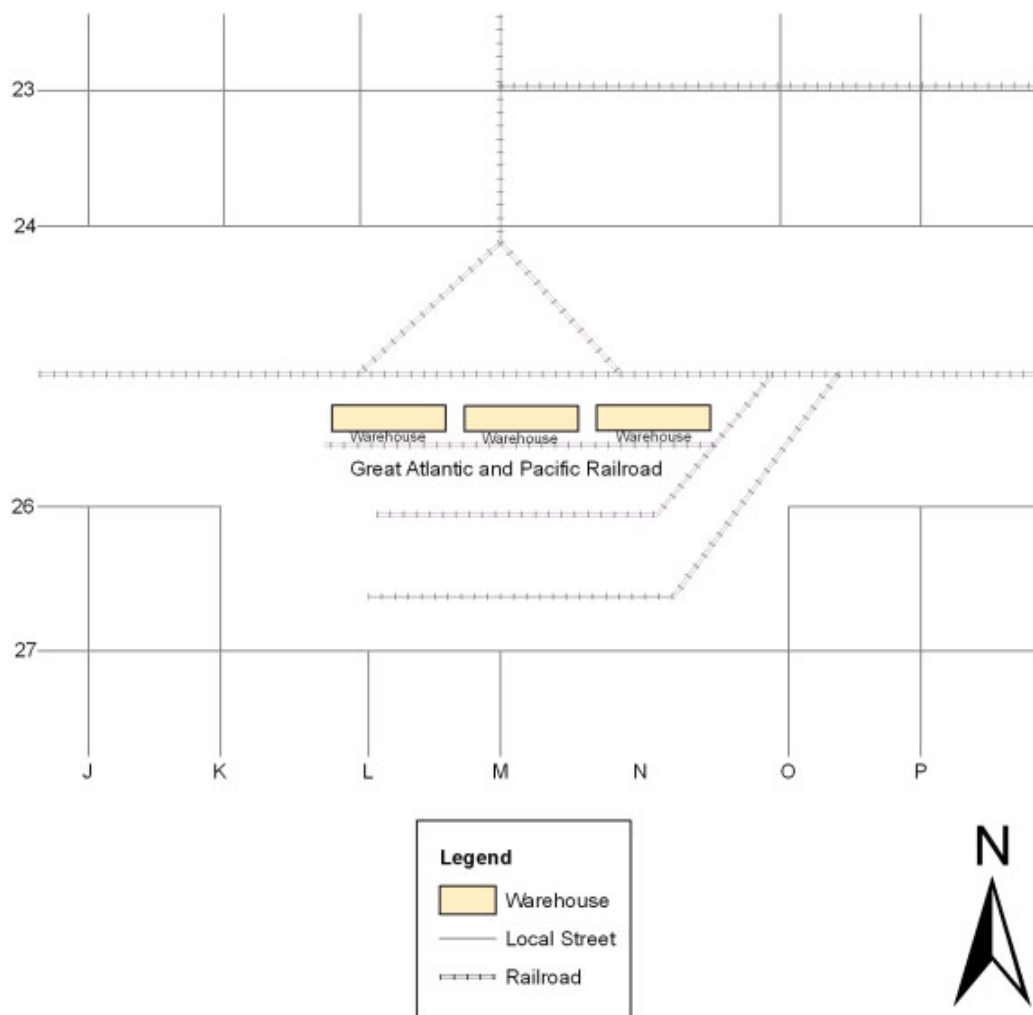 23
24
Warehouse Warehouse Warehouse
Great Atlantic and Pacific Railroad
26
27
J K L M N O P
Legend
Warehouse
Local Street
Railroad
N